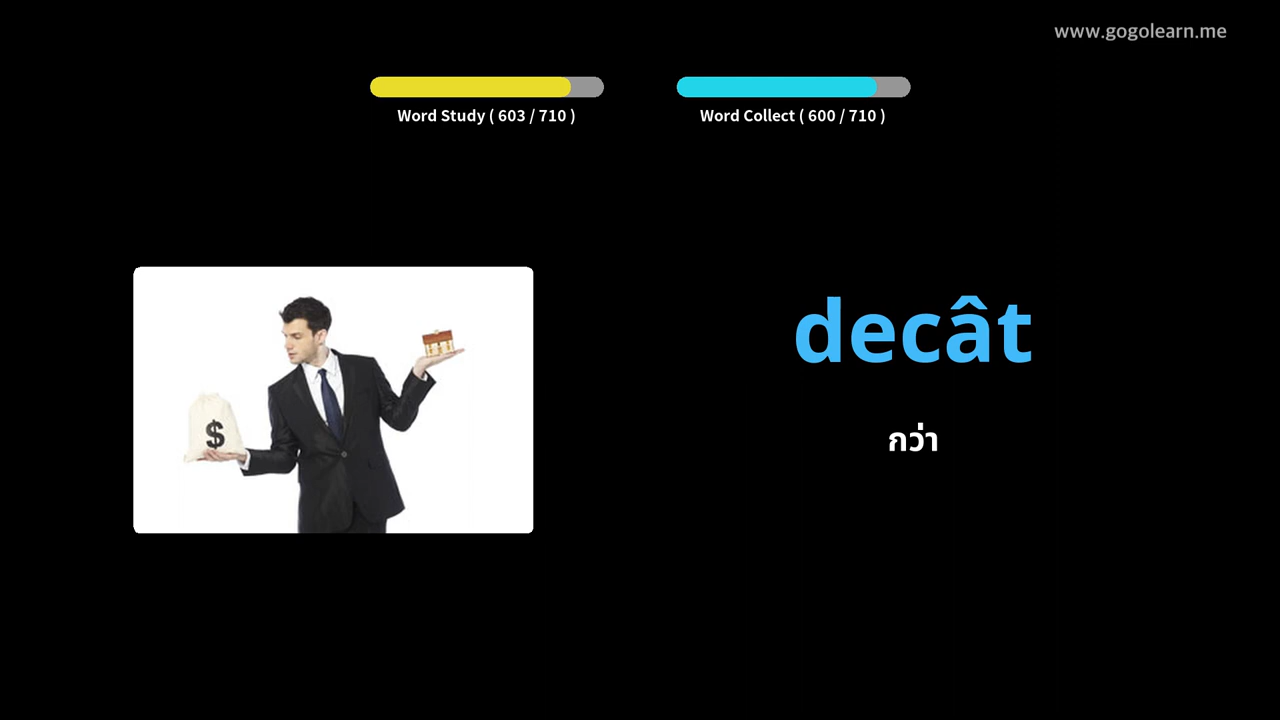 www.gogolearn.me
Word Study ( 603 / 710 )
Word Collect ( 600 / 710 )
decât
$
กว่า